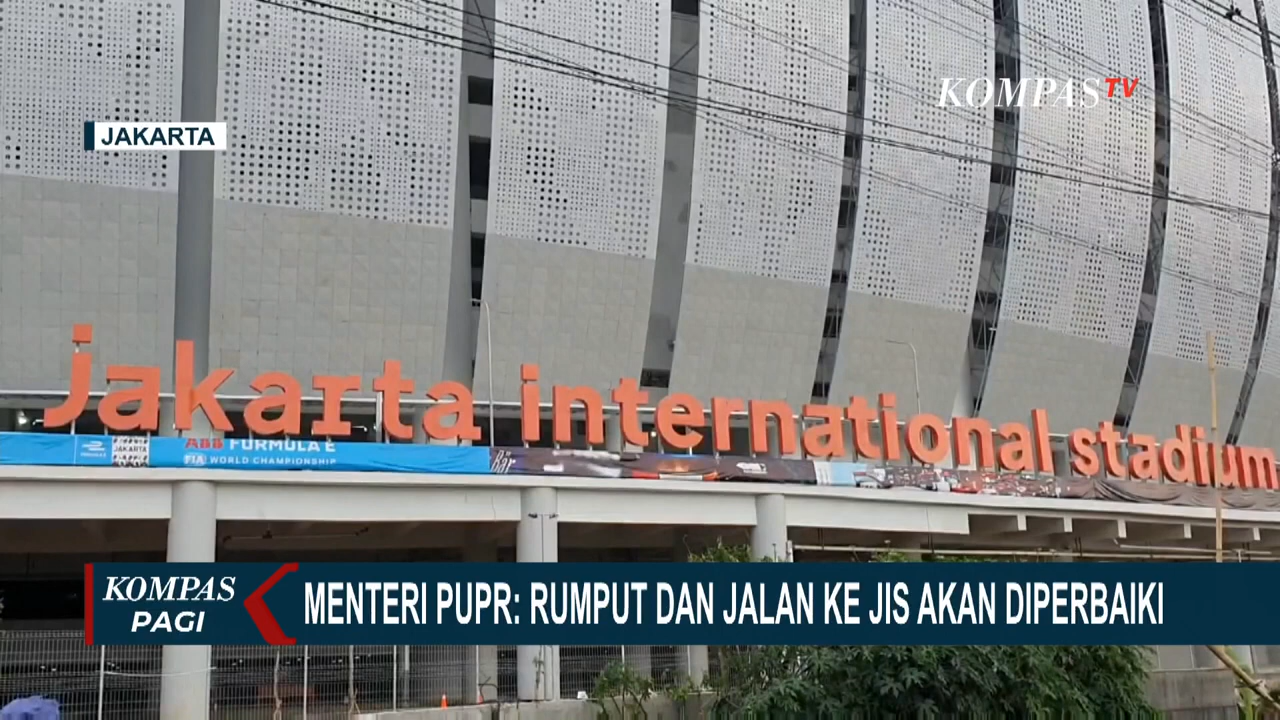 KOMPASTV
JAKARTA
jakarta international stadium
ABB FORMULA E
FIA WORLD CHAMPIONSHIP
JAKARTA
KOMPAS
PAGI
MENTERI PUPR: RUMPUT DAN JALAN KE JIS AKAN DIPERBAIKI